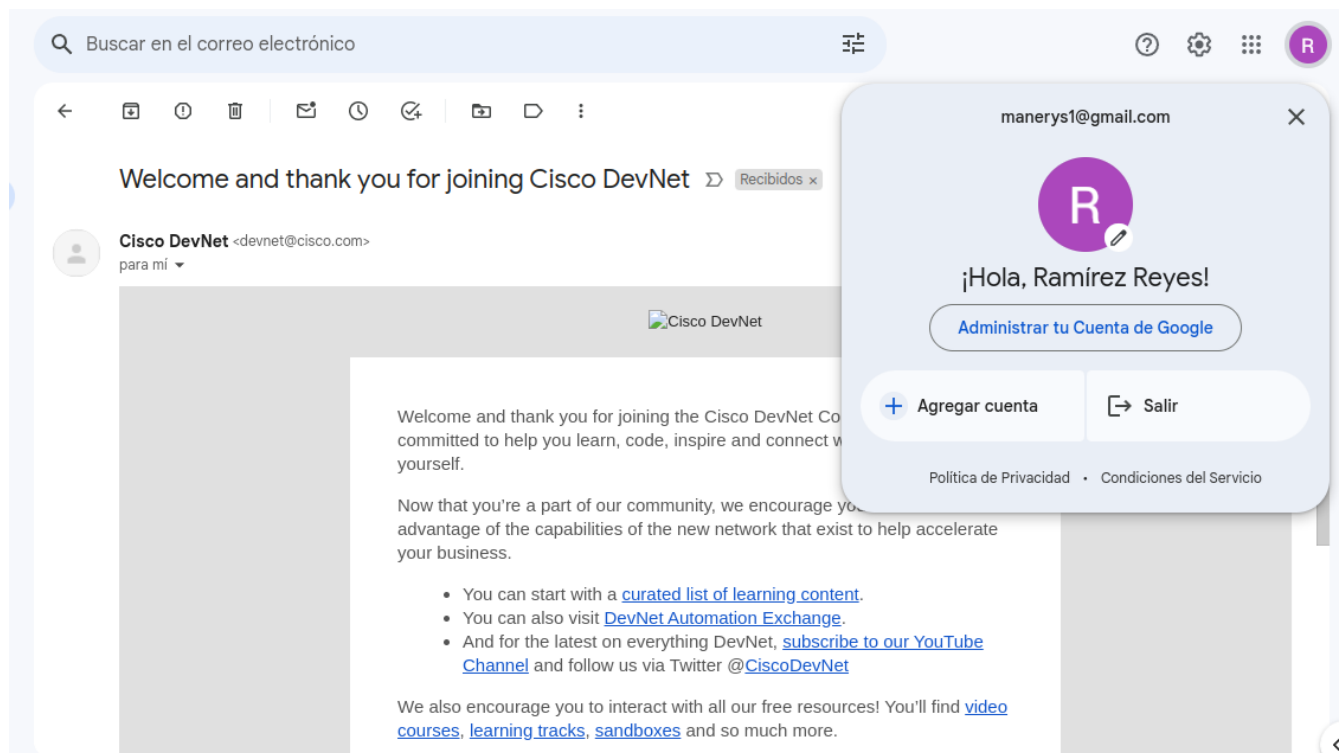 Buscar en el correo electrónico
R
manerys1@gmail.com
Welcome and thank you for joining Cisco DevNet
Recibidos ×
R
Cisco DevNet <devnet@cisco.com>
para mí
¡Hola, Ramírez Reyes!
Cisco DevNet
Administrar tu Cuenta de Google
Agregar cuenta
Salir
Política de Privacidad • Condiciones del Servicio
Welcome and thank you for joining the Cisco DevNet Co
committed to help you learn, code, inspire and connect
yourself.
Now that you’re a part of our community, we encourage
advantage of the capabilities of the new network that exist to help accelerate
your business.
• You can start with a curated list of learning content.
• You can also visit DevNet Automation Exchange.
• And for the latest on everything DevNet, subscribe to our YouTube
Channel and follow us via Twitter @CiscoDevNet
We also encourage you to interact with all our free resources! You’ll find video
courses, learning tracks, sandboxes and so much more.